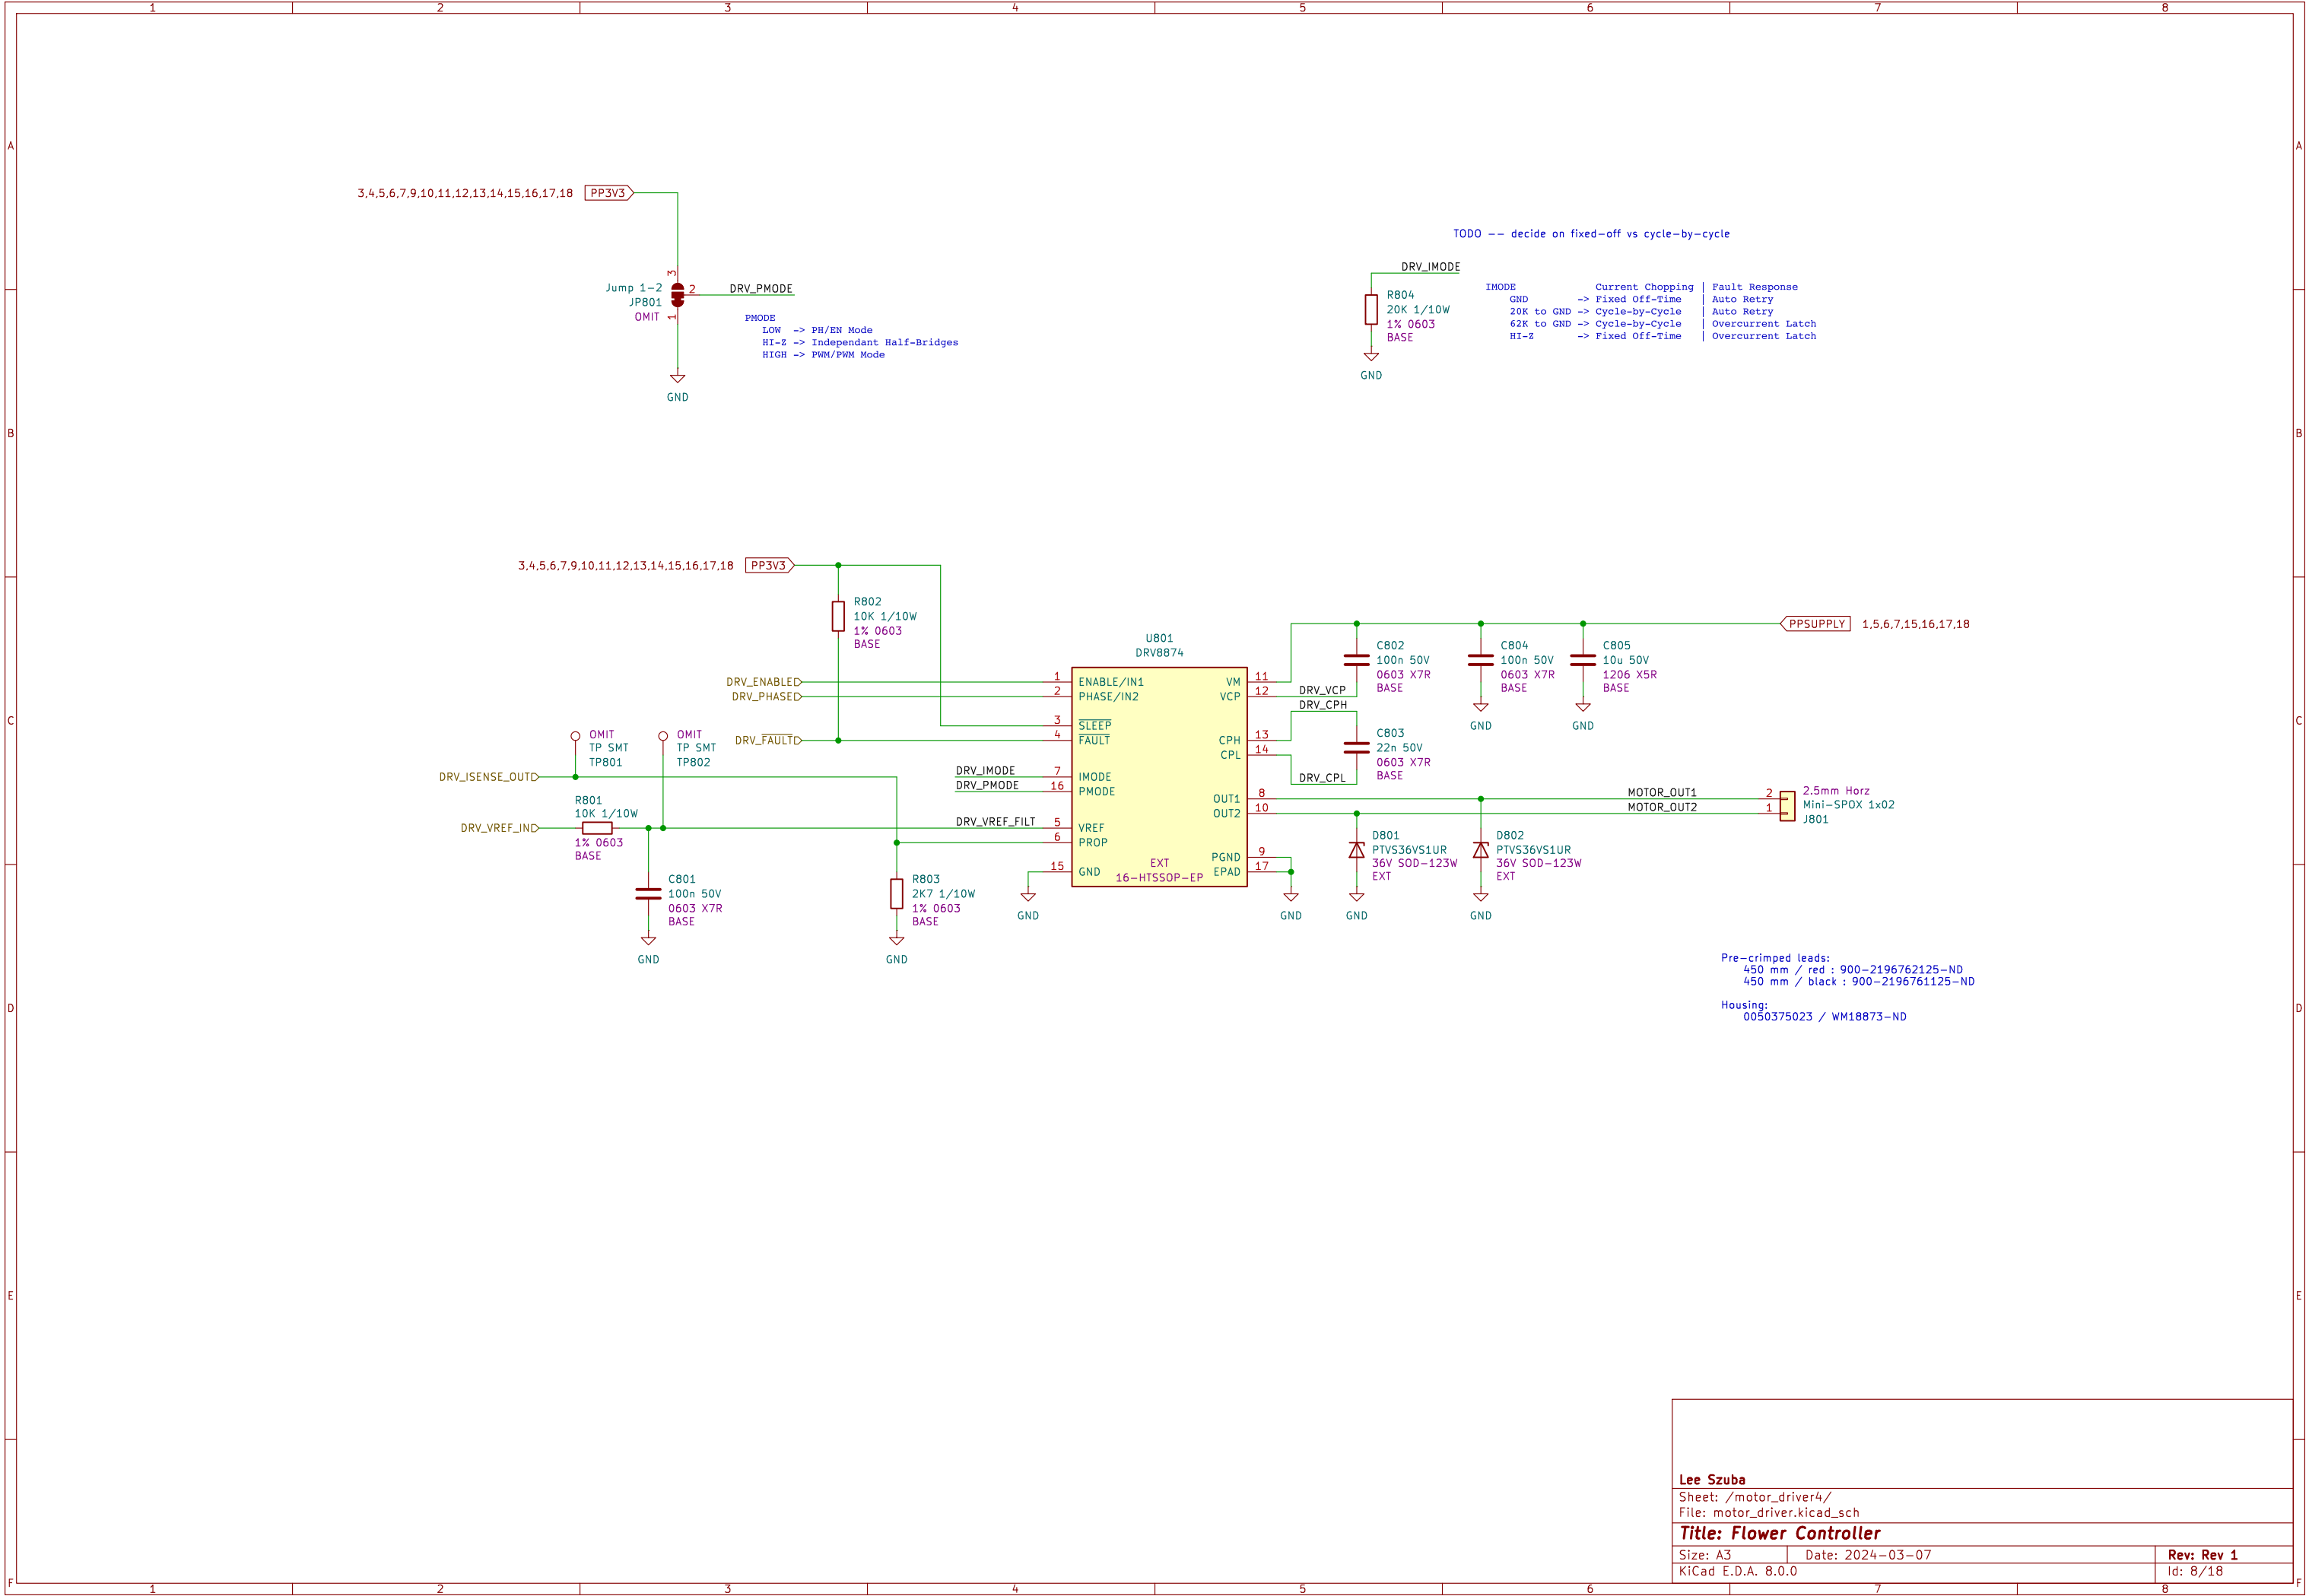 1 2 3 4 5 6 7 8
A
B
C
D
E
F
3,4,5,6,7,9,10,11,12,13,14,15,16,17,18 PP3V3
3
Jump 1-2
JP801
OMIT
2
1
DRV_PMODE
GND
PMODE
LOW -> PH/EN Mode
HI-Z -> Independant Half-Bridges
HIGH -> PWM/PWM Mode
TODO -- decide on fixed-off vs cycle-by-cycle
DRV_IMODE
R804
20K 1/10W
1% 0603
BASE
GND
IMODE Current Chopping | Fault Response
GND -> Fixed Off-Time | Auto Retry
20K to GND -> Cycle-by-Cycle | Auto Retry
62K to GND -> Cycle-by-Cycle | Overcurrent Latch
HI-Z -> Fixed Off-Time | Overcurrent Latch
3,4,5,6,7,9,10,11,12,13,14,15,16,17,18 PP3V3
R802
10K 1/10W
1% 0603
BASE
DRV_ENABLE
DRV_PHASE
DRV_FAULT
OMIT
TP SMT
TP801
OMIT
TP SMT
TP802
DRV_ISENSE_OUT
R801
10K 1/10W
DRV_VREF_IN
1% 0603
BASE
C801
100n 50V
0603 X7R
BASE
GND
R803
2K7 1/10W
1% 0603
BASE
GND
DRV_IMODE
DRV_PMODE
DRV_VREF_FILT
GND
U801
DRV8874
1 ENABLE/IN1
2 PHASE/IN2
3 SLEEP
4 FAULT
7 IMODE
16 PMODE
5 VREF
6 PROP
15 GND
VM 11
VCP 12
CPH 13
CPL 14
OUT1 8
OUT2 10
PGND 9
EPAD 17
EXT
16-HTSSOP-EP
GND
DRV_VCP
DRV_CPH
DRV_CPL
C802
100n 50V
0603 X7R
BASE
C803
22n 50V
0603 X7R
BASE
C804
100n 50V
0603 X7R
BASE
GND
C805
10u 50V
1206 X5R
BASE
GND
PPSUPPLY 1,5,6,7,15,16,17,18
MOTOR_OUT1
MOTOR_OUT2
2
1
2.5mm Horz
Mini-SPOX 1x02
J801
D801
PTVS36VS1UR
36V SOD-123W
EXT
GND
D802
PTVS36VS1UR
36V SOD-123W
EXT
GND
Pre-crimped leads:
450 mm / red : 900-2196762125-ND
450 mm / black : 900-2196761125-ND
Housing:
0050375023 / WM18873-ND
Lee Szuba
Sheet: /motor_driver4/
File: motor_driver.kicad_sch
Title: Flower Controller
Size: A3 Date: 2024-03-07 Rev: Rev 1
KiCad E.D.A. 8.0.0 Id: 8/18
A
B
C
D
E
F
1 2 3 4 5 6 7 8